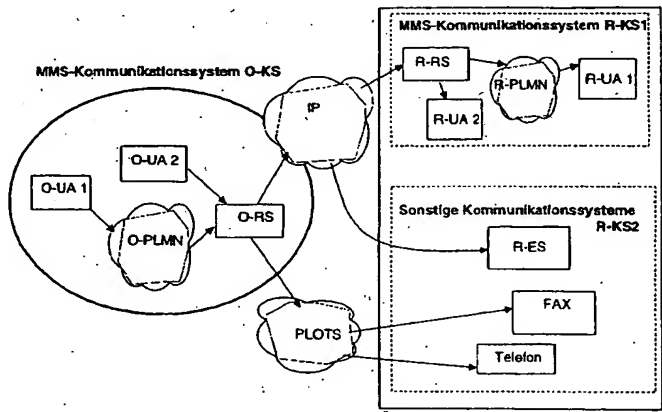 MMS-Kommunikationssystem R-KS1
R-RS
R-PLMN
R-UA 1
R-UA 2
MMS-Kommunikationssystem O-KS
IP
O-UA 2
O-UA 1
O-RS
O-PLMN
Sonstige Kommunikationssysteme
R-KS2
R-ES
FAX
PLOTS
Telefon